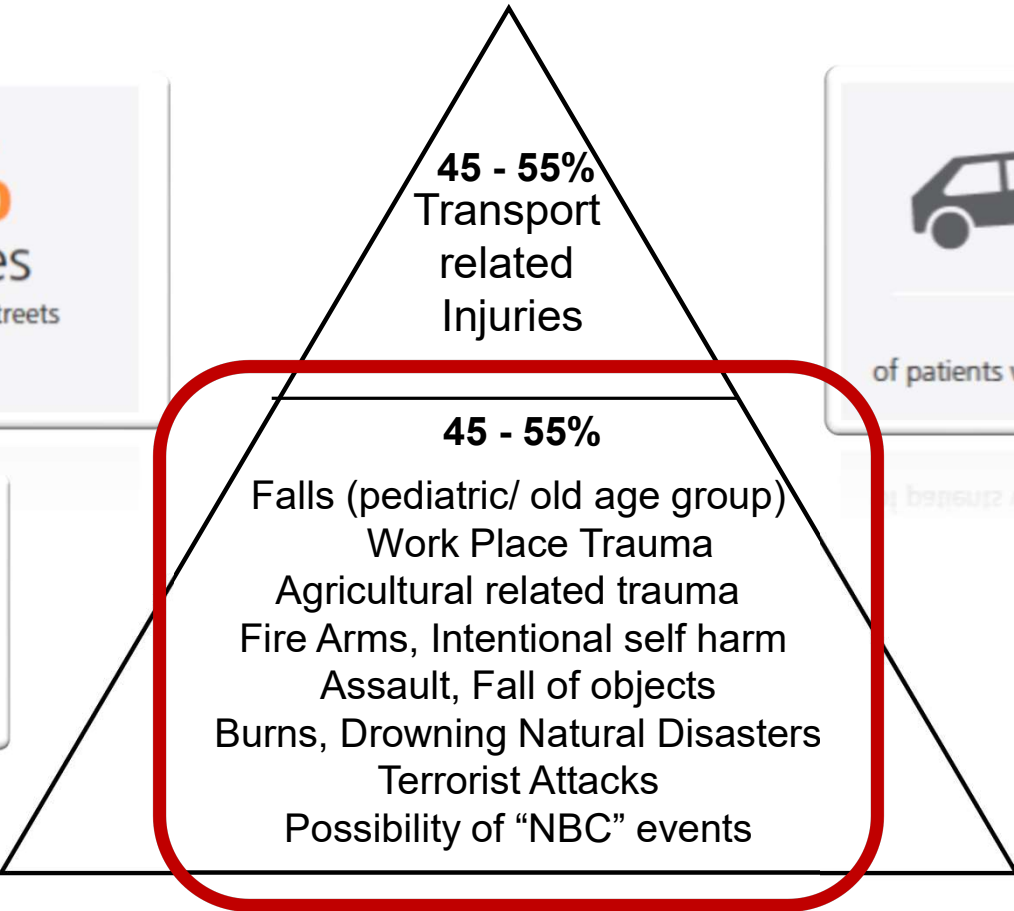 45 - 55%
Transport
related
Injuries
45 - 55%
Falls (pediatric/ old age group)
Work Place Trauma
Agricultural related trauma
Fire Arms, Intentional self harm
Assault, Fall of objects
Burns, Drowning Natural Disasters
Terrorist Attacks
Possibility of “NBC” events
of patients